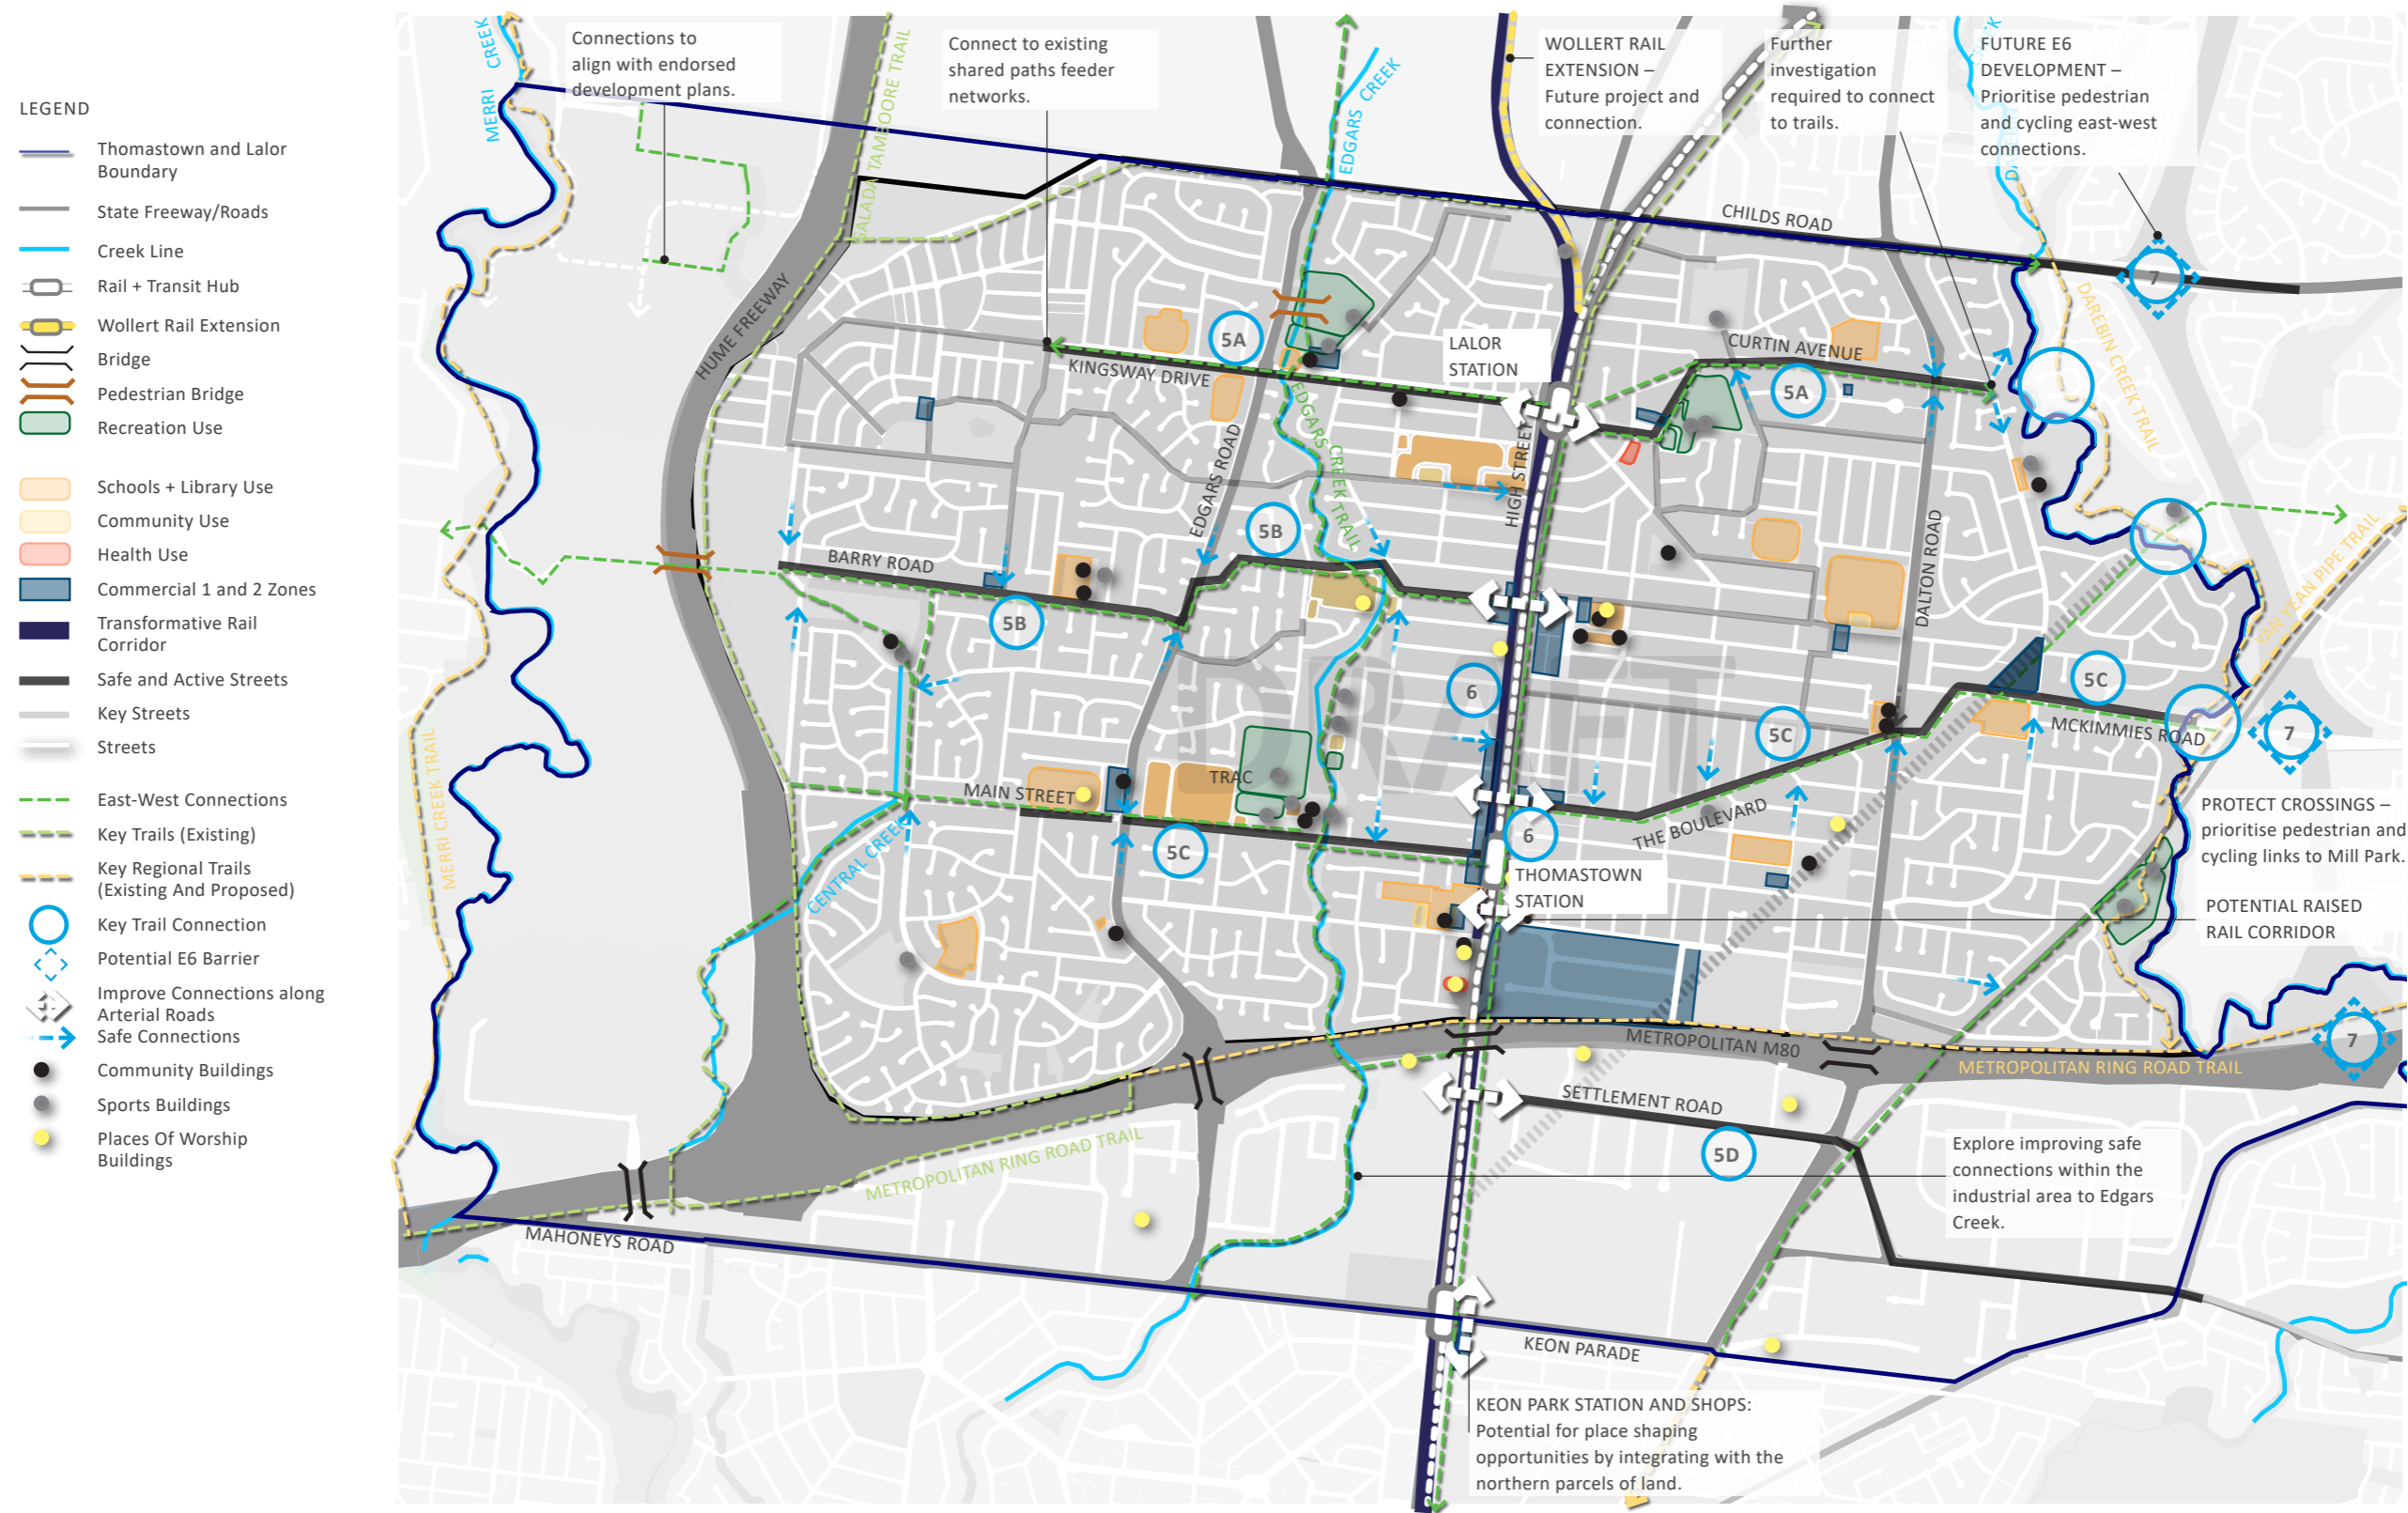 LEGEND
Thomastown and Lalor
Boundary
State Freeway/Roads
Creek Line
Rail + Transit Hub
Wollert Rail Extension
Bridge
Pedestrian Bridge
Recreation Use
Schools + Library Use
Community Use
Health Use
Commercial 1 and 2 Zones
Transformative Rail
Corridor
Safe and Active Streets
Key Streets
Streets
East-West Connections
Key Trails (Existing)
Key Regional Trails
(Existing And Proposed)
Key Trail Connection
Potential E6 Barrier
Improve Connections along
Arterial Roads
Safe Connections
Community Buildings
Sports Buildings
Places Of Worship
Buildings
MERRI CREEK
Connections to
align with endorsed
development plans.
GALADA TAMBOORE TRAIL
Connect to existing
shared paths feeder
networks.
EDGARS CREEK
WOLLERT RAIL
EXTENSION –
Future project and
connection.
Further
investigation
required to connect
to trails.
FUTURE E6
DEVELOPMENT –
Prioritise pedestrian
and cycling east-west
connections.
CHILDS ROAD
7
HUME FREEWAY
5A
KINGSWAY DRIVE
LALOR
STATION
CURTIN AVENUE
5A
DAREBIN CREEK TRAIL
EDGARS CREEK TRAIL
EDGARS ROAD
HIGH STREET
5B
BARRY ROAD
5B
DALTON ROAD
YAN YEAN PIPE TRAIL
DRAFT
6
5C
MCKIMMIES ROAD
5C
7
MERRI CREEK TRAIL
TRAC
MAIN STREET
5C
CENTRAL CREEK
6
THE BOULEVARD
PROTECT CROSSINGS –
prioritise pedestrian and
cycling links to Mill Park.
THOMASTOWN
STATION
POTENTIAL RAISED
RAIL CORRIDOR
METROPOLITAN M80
7
METROPOLITAN RING ROAD TRAIL
SETTLEMENT ROAD
5D
METROPOLITAN RING ROAD TRAIL
Explore improving safe
connections within the
industrial area to Edgars
Creek.
MAHONEYS ROAD
KEON PARADE
KEON PARK STATION AND SHOPS:
Potential for place shaping
opportunities by integrating with the
northern parcels of land.